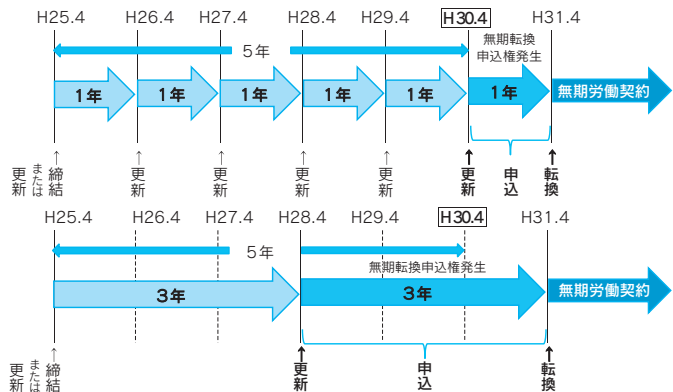 H25.4 H26.4 H27.4 H28.4 H29.4 H30.4 H31.4
5年
無期転換
申込権発生
1年 1年 1年 1年 1年 1年 無期労働契約
↑締結
または
更新
↑更新
↑更新
↑更新
↑更新
↑更新
申込
↑転換
H25.4 H26.4 H27.4 H28.4 H29.4 H30.4 H31.4
5年
無期転換申込権発生
3年 3年 無期労働契約
↑締結
または
更新
↑更新
申込
↑転換